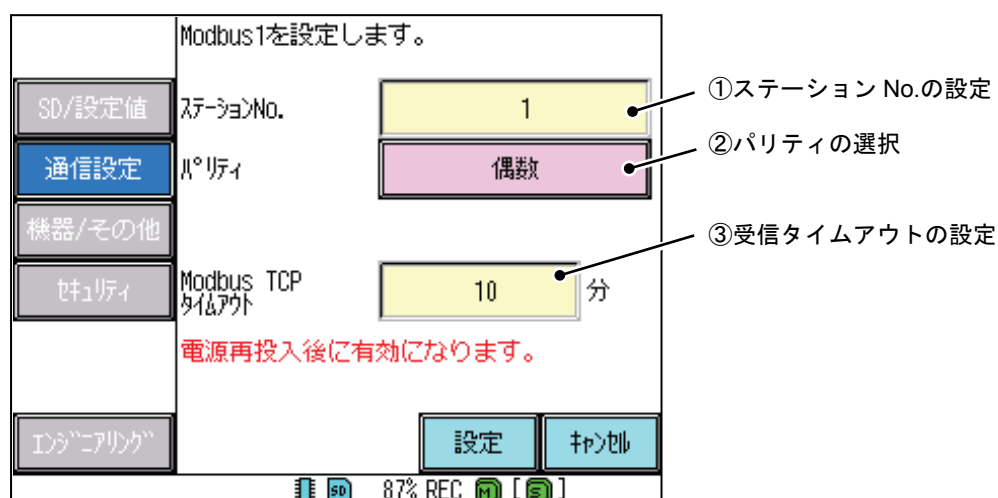 Modbus1を設定します。
SD/設定値
ｽﾃｰｼｮﾝNo.
1
①ステーション No.の設定
通信設定
ﾊﾟﾘﾃｨ
偶数
②パリティの選択
機器/その他
③受信タイムアウトの設定
ｾｷｭﾘﾃｨ
Modbus TCP
ﾀｲﾑｱｳﾄ
10
分
電源再投入後に有効になります。
ｴﾝｼﾞﾆｱﾘﾝｸﾞ
設定
ｷｬﾝｾﾙ
SD 87% REC M [S]